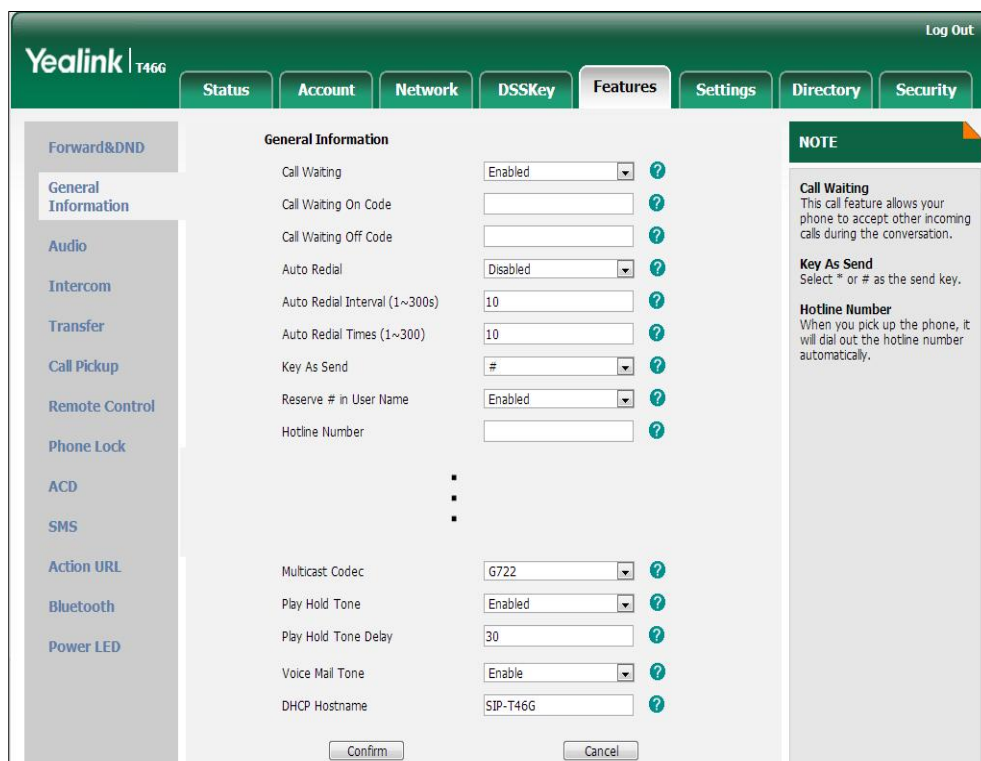 Log Out
Yealink T46G
Status
Account
Network
DSSKey
Features
Settings
Directory
Security
Forward&DND
General
Information
Audio
Intercom
Transfer
Call Pickup
Remote Control
Phone Lock
ACD
SMS
Action URL
Bluetooth
Power LED
General Information
Call Waiting Enabled ?
Call Waiting On Code ?
Call Waiting Off Code ?
Auto Redial Disabled ?
Auto Redial Interval (1~300s) 10 ?
Auto Redial Times (1~300) 10 ?
Key As Send # ?
Reserve # in User Name Enabled ?
Hotline Number ?
Multicast Codec G722 ?
Play Hold Tone Enabled ?
Play Hold Tone Delay 30 ?
Voice Mail Tone Enable ?
DHCP Hostname SIP-T46G ?
Confirm
Cancel
NOTE
Call Waiting
This call feature allows your
phone to accept other incoming
calls during the conversation.
Key As Send
Select * or # as the send key.
Hotline Number
When you pick up the phone, it
will dial out the hotline number
automatically.